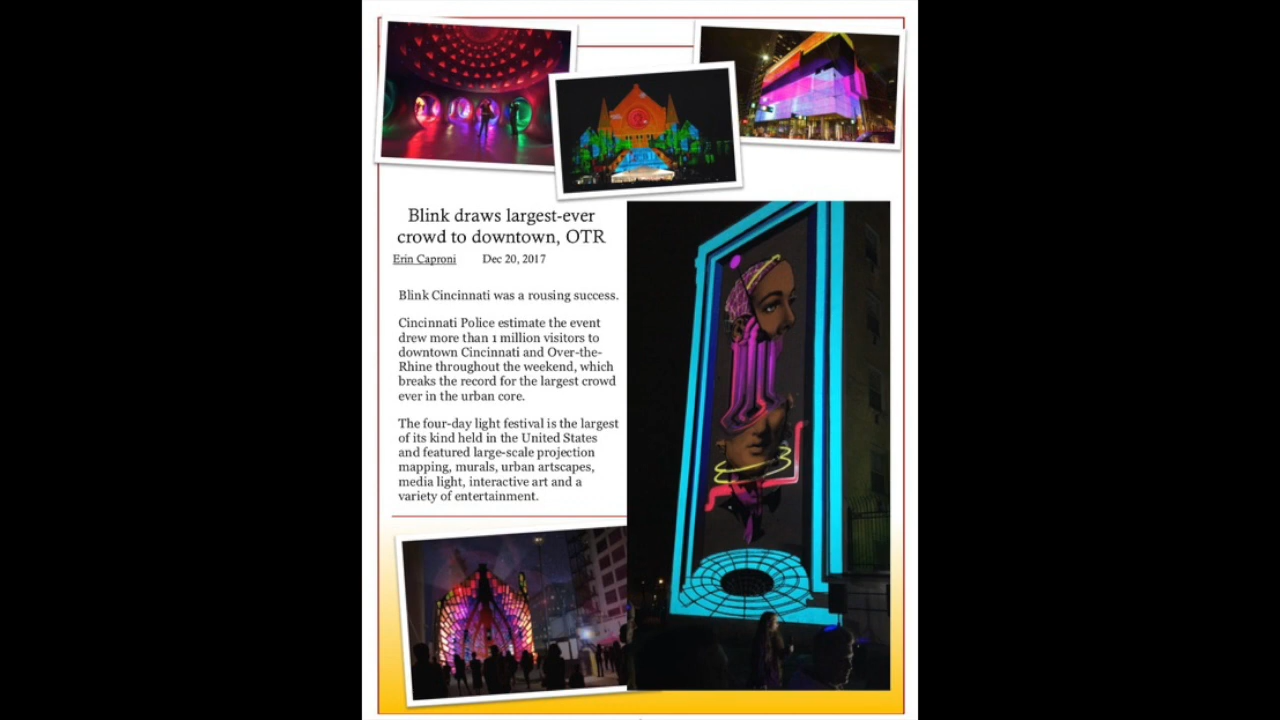 Blink draws largest-ever
crowd to downtown, OTR
Erin Caproni Dec 20, 2017
Blink Cincinnati was a rousing success.
Cincinnati Police estimate the event
drew more than 1 million visitors to
downtown Cincinnati and Over-the-
Rhine throughout the weekend, which
breaks the record for the largest crowd
ever in the urban core.
The four-day light festival is the largest
of its kind held in the United States
and featured large-scale projection
mapping, murals, urban artscapes,
media light, interactive art and a
variety of entertainment.